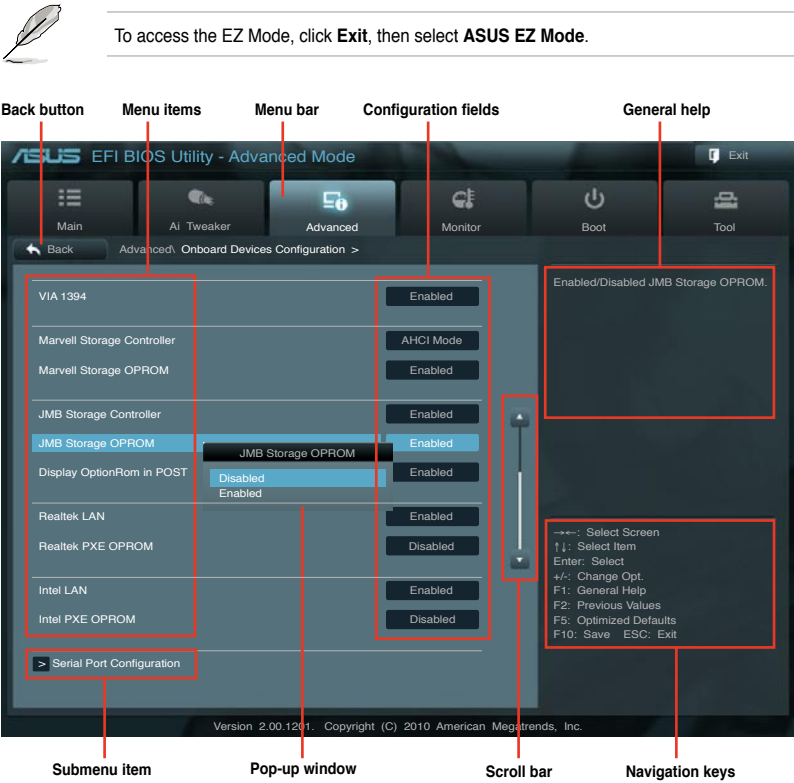 To access the EZ Mode, click Exit, then select ASUS EZ Mode.
Back button Menu items Menu bar Configuration fields General help
ASUS EFI BIOS Utility - Advanced Mode Exit
Main Ai Tweaker Advanced Monitor Boot Tool
Back Advanced\ Onboard Devices Configuration >
Enabled/Disabled JMB Storage OPROM.
VIA 1394 Enabled
Marvell Storage Controller AHCI Mode
Marvell Storage OPROM Enabled
JMB Storage Controller Enabled
JMB Storage OPROM Enabled
JMB Storage OPROM
Disabled
Enabled
Display OptionRom in POST Enabled
Realtek LAN Enabled
Realtek PXE OPROM Disabled
Intel LAN Enabled
Intel PXE OPROM Disabled
> Serial Port Configuration
→←: Select Screen
↑↓: Select Item
Enter: Select
+/-: Change Opt.
F1: General Help
F2: Previous Values
F5: Optimized Defaults
F10: Save ESC: Exit
Version 2.00.1201. Copyright (C) 2010 American Megatrends, Inc.
Submenu item Pop-up window Scroll bar Navigation keys